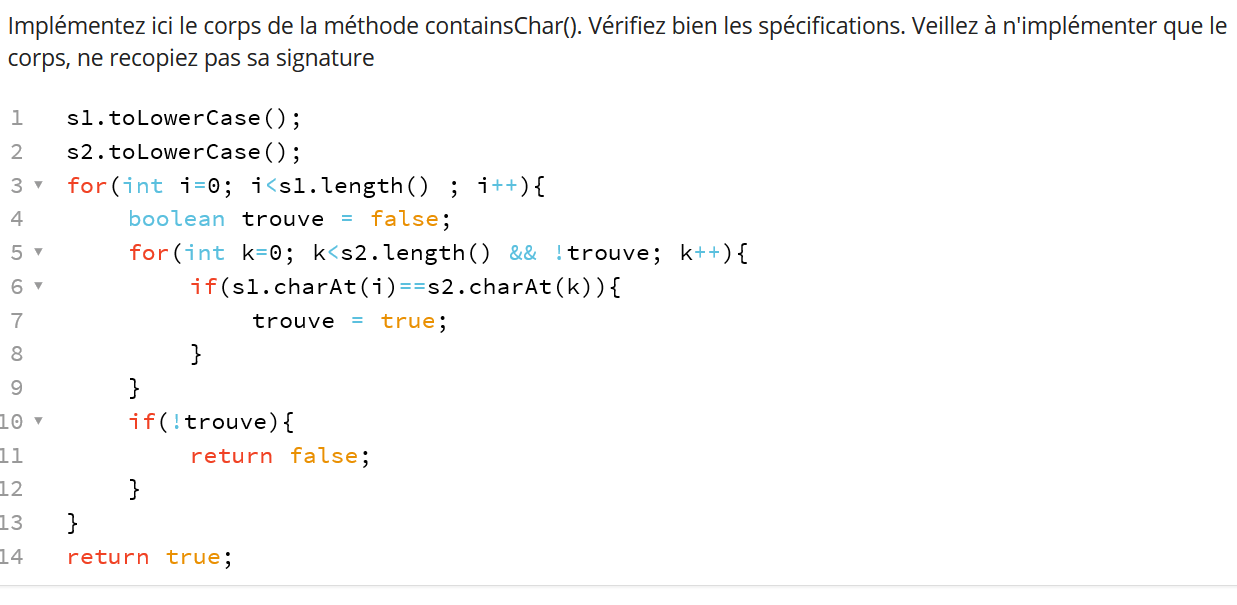 Implémentez ici le corps de la méthode containsChar(). Vérifiez bien les spécifications. Veillez à n'implémenter que le
corps, ne recopiez pas sa signature
1 s1.toLowerCase();
2 s2.toLowerCase();
3 for(int i=0; i<s1.length() ; i++){
4 boolean trouve = false;
5 for(int k=0; k<s2.length() && !trouve; k++){
6 if(s1.charAt(i)==s2.charAt(k)){
7 trouve = true;
8 }
9 }
10 if(!trouve){
11 return false;
12 }
13 }
14 return true;